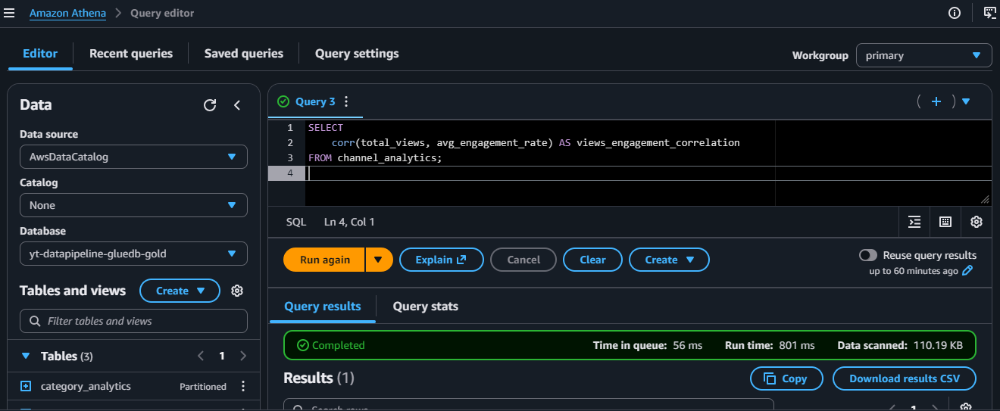 Amazon Athena > Query editor
Editor Recent queries Saved queries Query settings
Workgroup primary
Data
Data source
AwsDataCatalog
Catalog
None
Database
yt-datapipeline-gluedb-gold
Tables and views Create
Filter tables and views
Tables (3) 1
category_analytics Partitioned
Query 3
1 SELECT
2 corr(total_views, avg_engagement_rate) AS views_engagement_correlation
3 FROM channel_analytics;
4
SQL Ln 4, Col 1
Run again Explain Cancel Clear Create
Reuse query results
up to 60 minutes ago
Query results Query stats
Completed Time in queue: 56 ms Run time: 801 ms Data scanned: 110.19 KB
Results (1) Copy Download results CSV
Search rows 1